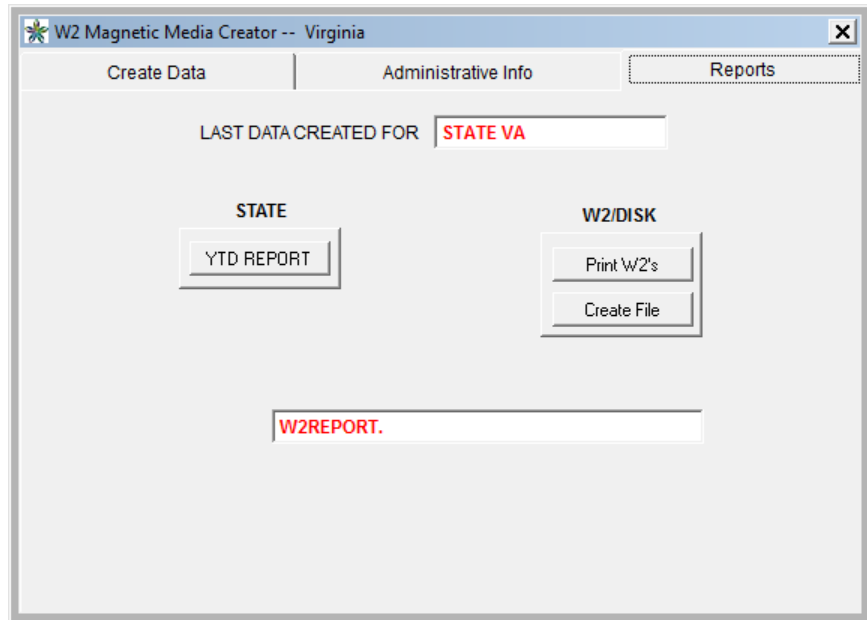 W2 Magnetic Media Creator -- Virginia
Create Data
Administrative Info
Reports
LAST DATA CREATED FOR
STATE VA
STATE
W2/DISK
YTD REPORT
Print W2's
Create File
W2REPORT.